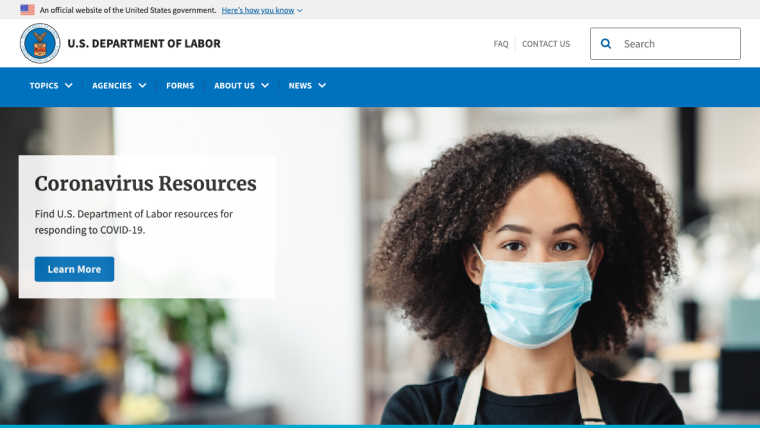 An official website of the United States government. Here's how you know
U.S. DEPARTMENT OF LABOR
FAQ
CONTACT US
Search
TOPICS
AGENCIES
FORMS
ABOUT US
NEWS
Coronavirus Resources
Find U.S. Department of Labor resources for
responding to COVID-19.
Learn More